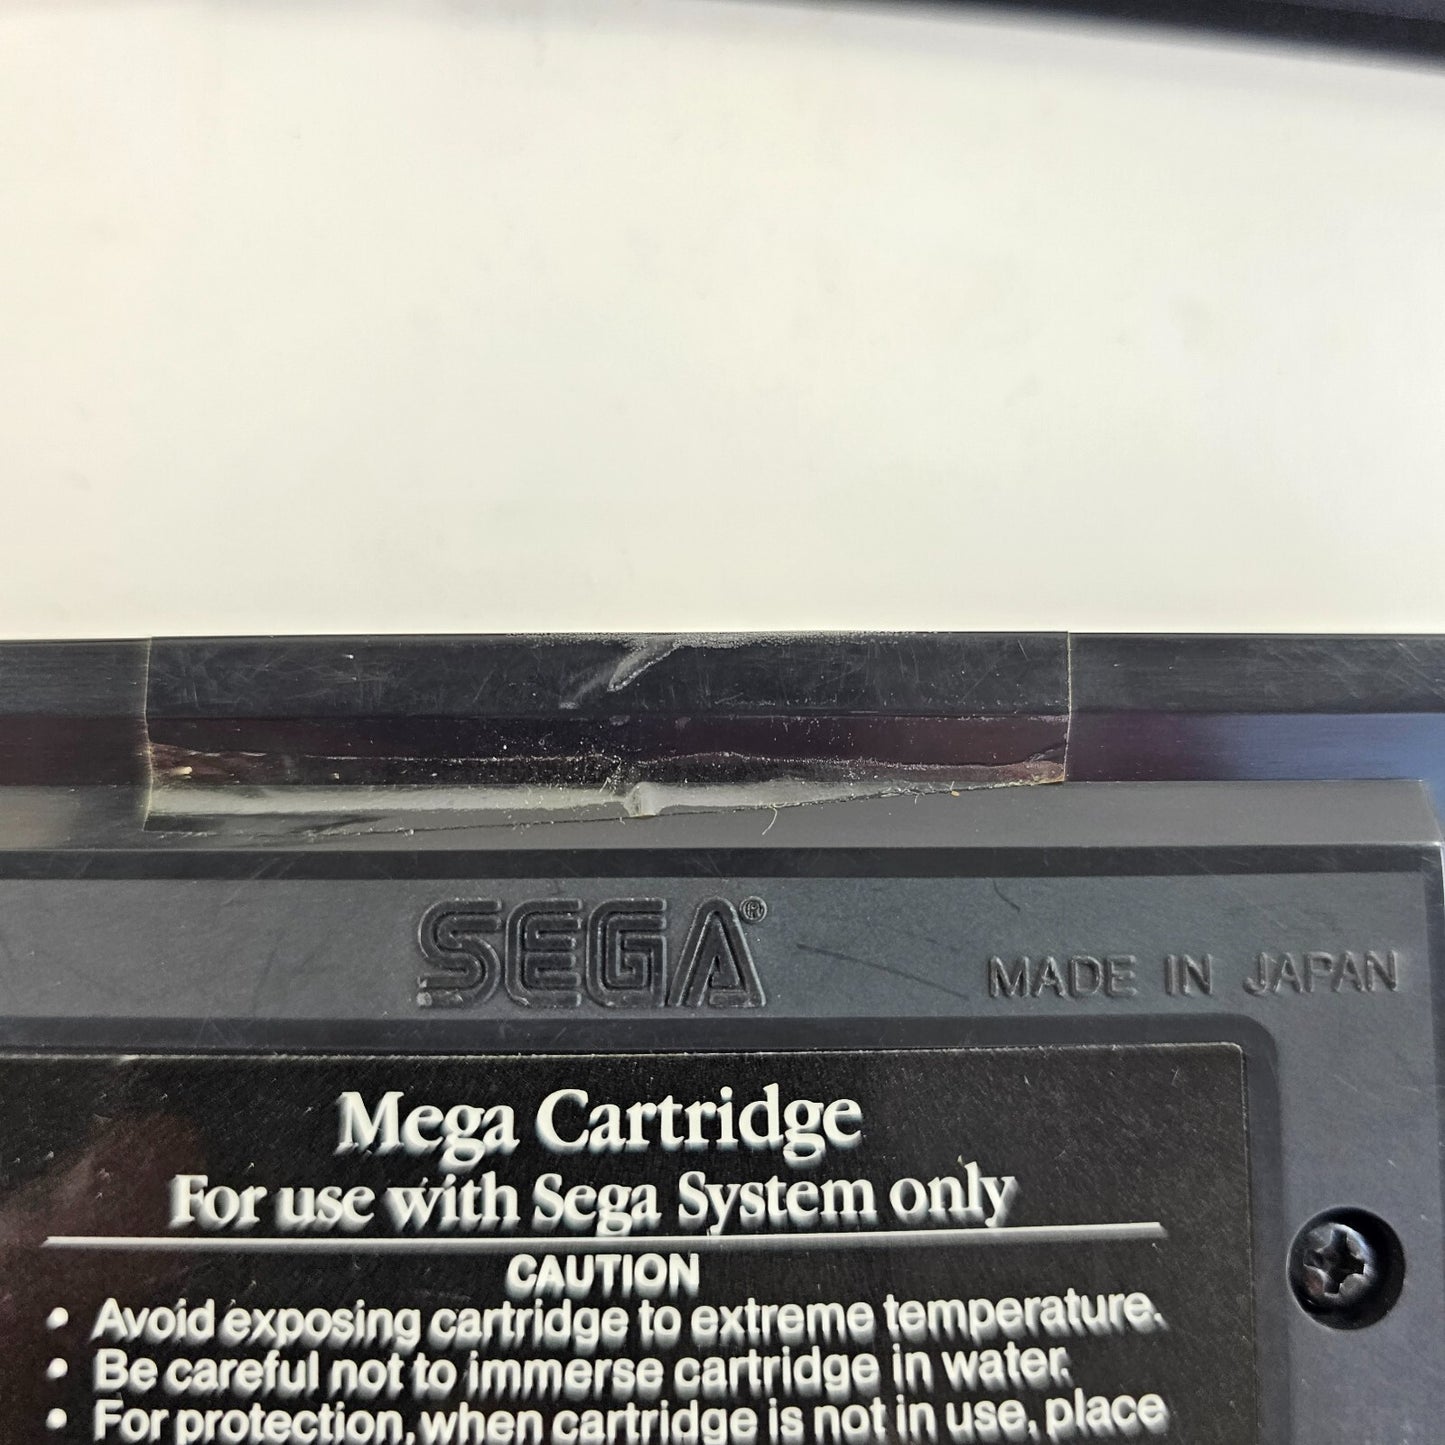 SEGA®
MADE IN JAPAN
Mega Cartridge
For use with Sega System only
CAUTION
• Avoid exposing cartridge to extreme temperature.
• Be careful not to immerse cartridge in water.
• For protection, when cartridge is not in use, place